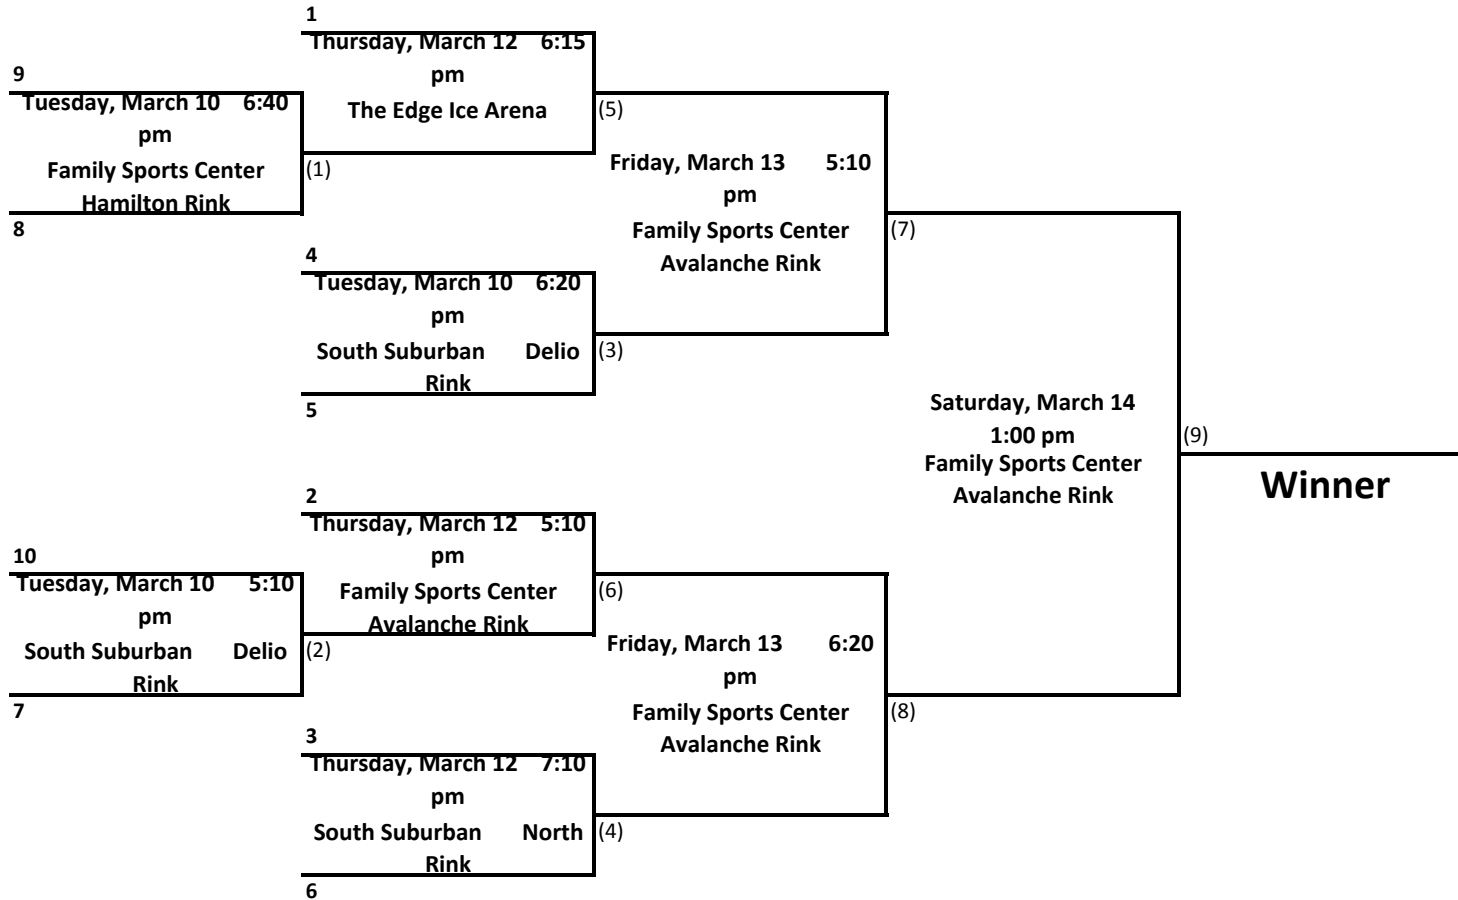 1
Thursday, March 12 6:15
pm
The Edge Ice Arena
9
Tuesday, March 10 6:40
pm
Family Sports Center
Hamilton Rink
8
(1)
(5)
4
Tuesday, March 10 6:20
pm
South Suburban Delio
Rink
5
(3)
Friday, March 13 5:10
pm
Family Sports Center
Avalanche Rink
(7)
2
Thursday, March 12 5:10
pm
Family Sports Center
Avalanche Rink
10
Tuesday, March 10 5:10
pm
South Suburban Delio
Rink
7
(2)
(6)
3
Thursday, March 12 7:10
pm
South Suburban North
Rink
6
(4)
Friday, March 13 6:20
pm
Family Sports Center
Avalanche Rink
(8)
Saturday, March 14
1:00 pm
Family Sports Center
Avalanche Rink
(9)
Winner